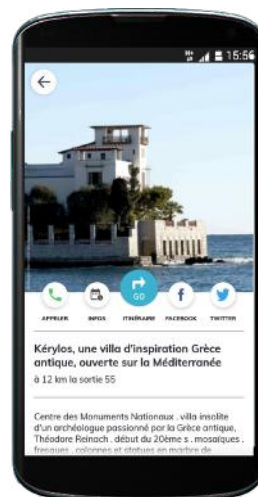 15:56
GO
APPELER INFOS ITINÉRAIRE FACEBOOK TWITTER
Kérylos, une villa d'inspiration Grèce
antique, ouverte sur la Méditerranée
à 12 km la sortie 55
Centre des Monuments Nationaux . villa insolite
d'un archéologue passionné par la Grèce antique,
Théodore Reinach . début du 20ème s . mosaïques .
fresques . colonnes et statues en marbre de